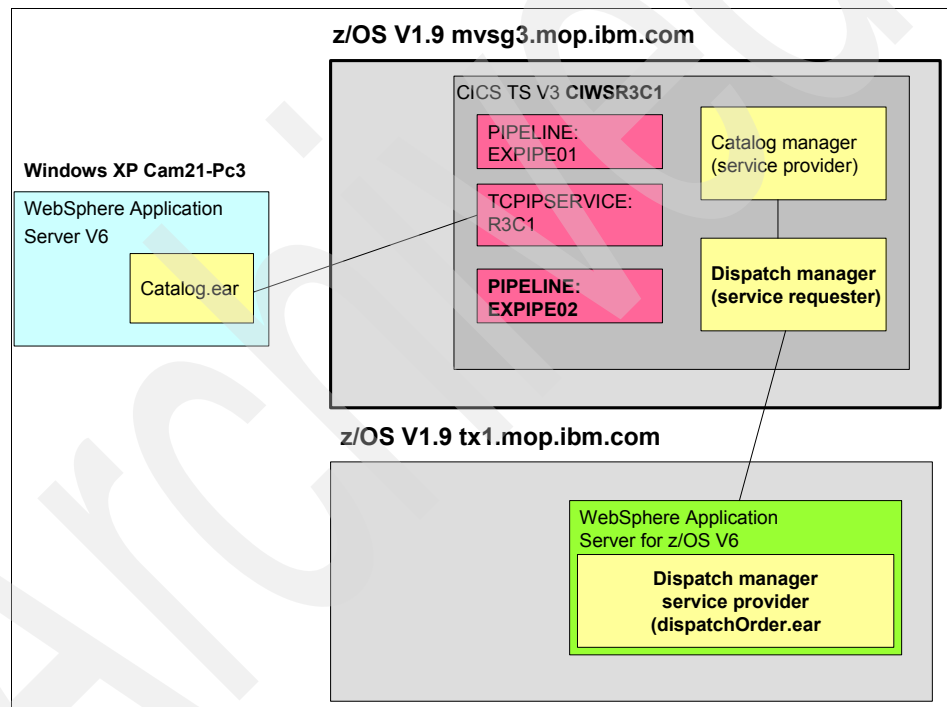 z/OS V1.9 mvsg3.mop.ibm.com
CICS TS V3 CIWSR3C1
PIPELINE:
EXPIPE01
Catalog manager
(service provider)
Windows XP Cam21-Pc3
WebSphere Application
Server V6
Catalog.ear
TCPIPSERVICE:
R3C1
PIPELINE:
EXPIPE02
Dispatch manager
(service requester)
z/OS V1.9 tx1.mop.ibm.com
WebSphere Application
Server for z/OS V6
Dispatch manager
service provider
(dispatchOrder.ear
Archived